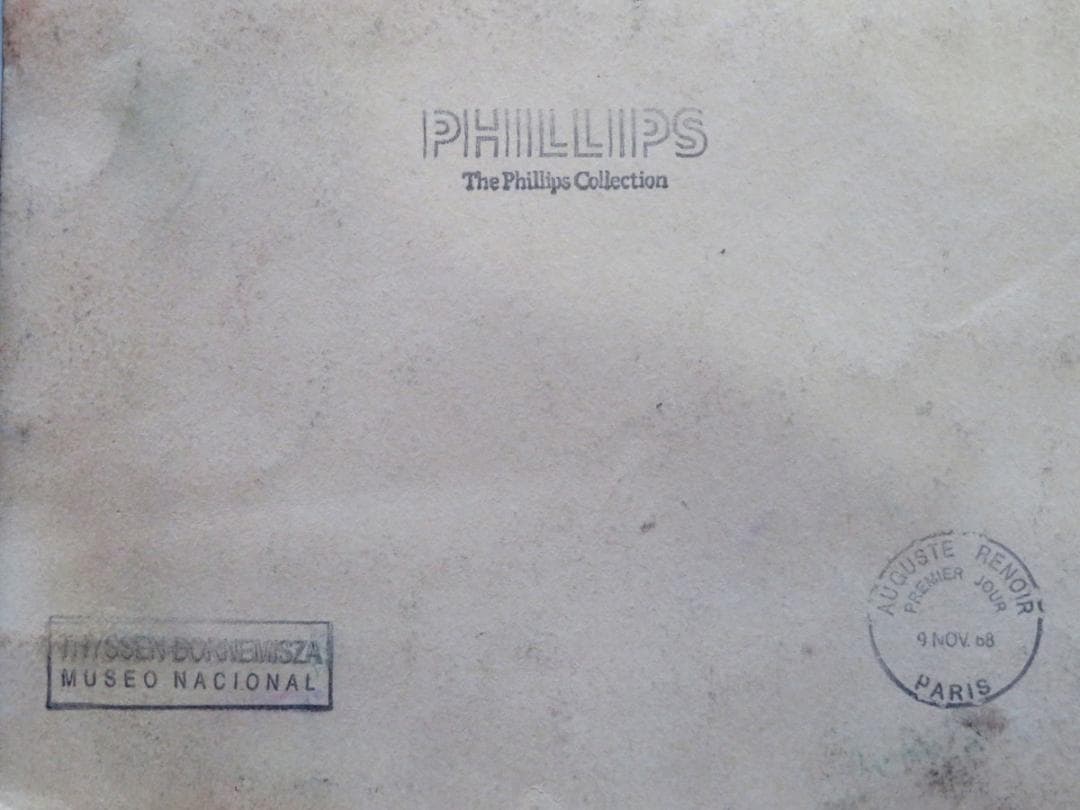 PHILLIPS
The Phillips Collection
AUGUSTE RENOIR
PREMIER JOUR
9 NOV. 68
PARIS
THYSSEN-BORNEMISZA
MUSEO NACIONAL